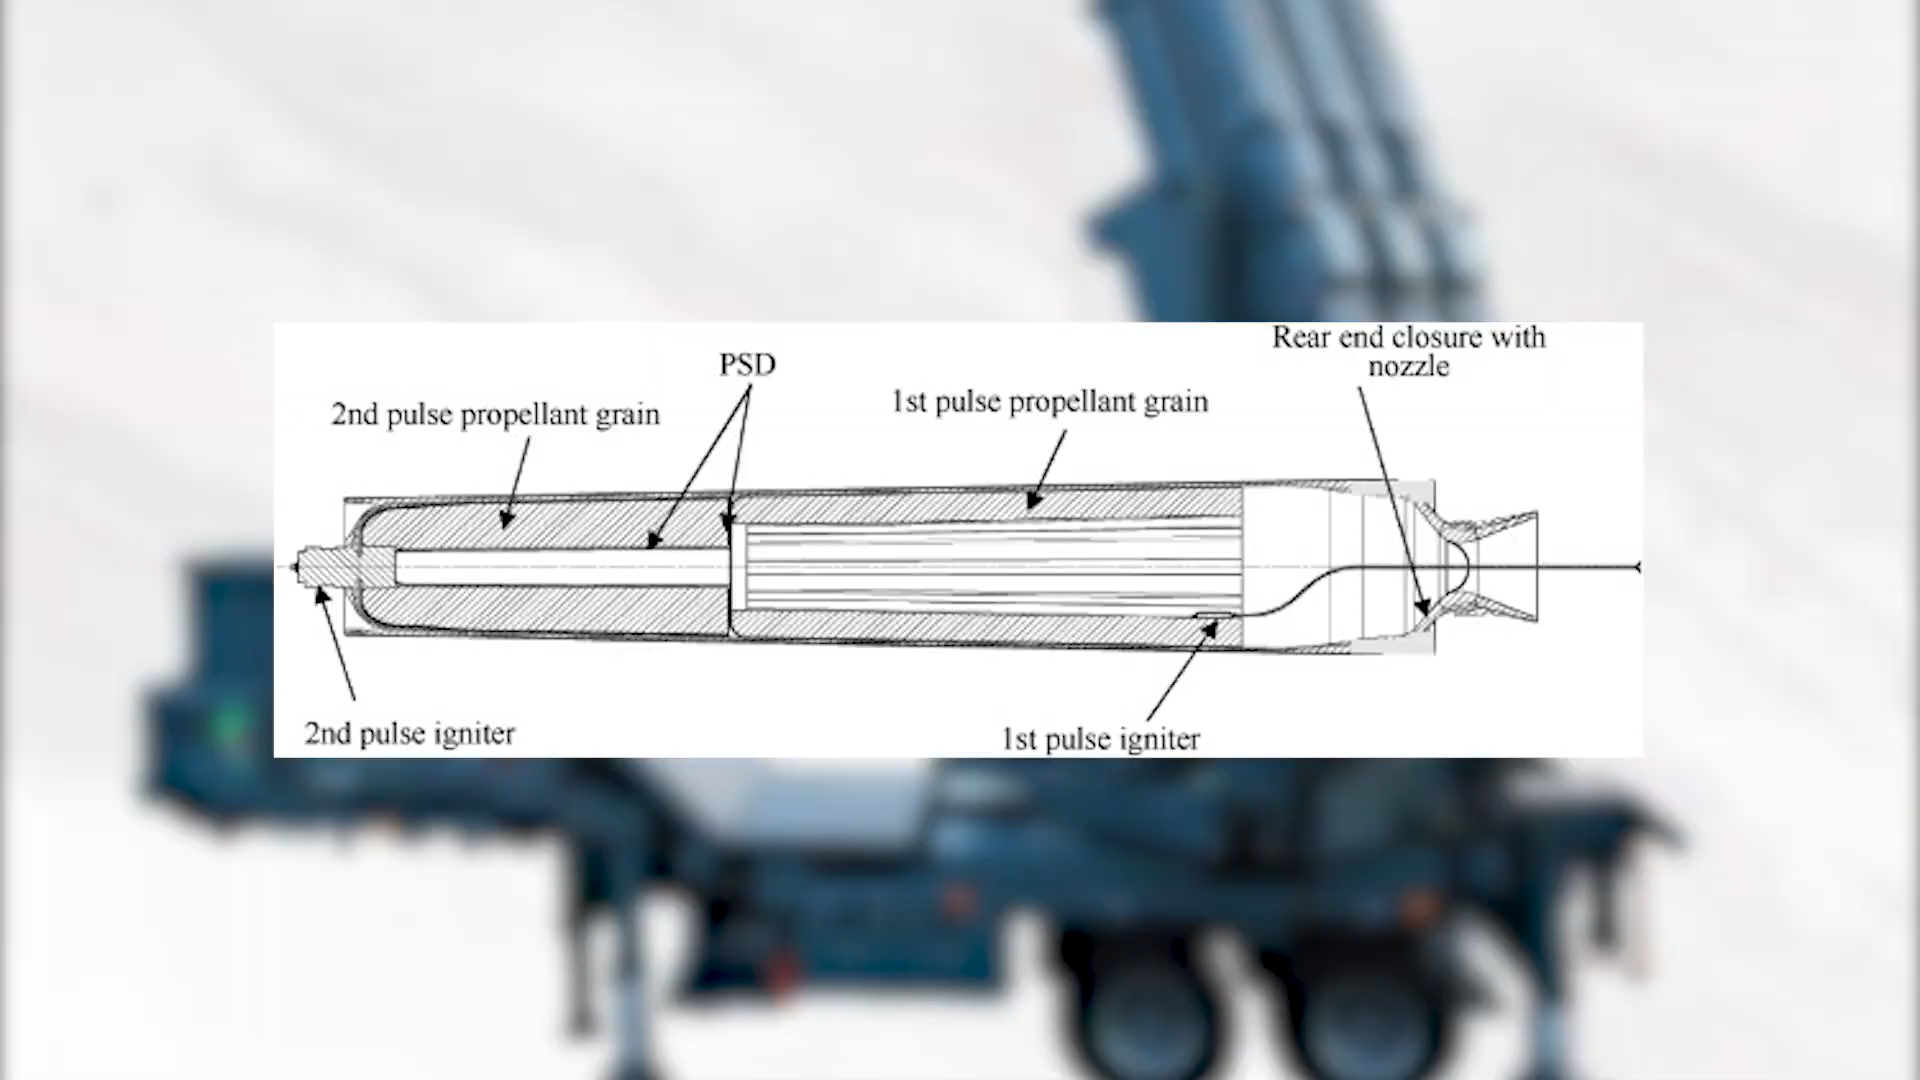 Rear end closure with
nozzle
PSD
1st pulse propellant grain
2nd pulse propellant grain
2nd pulse igniter
1st pulse igniter